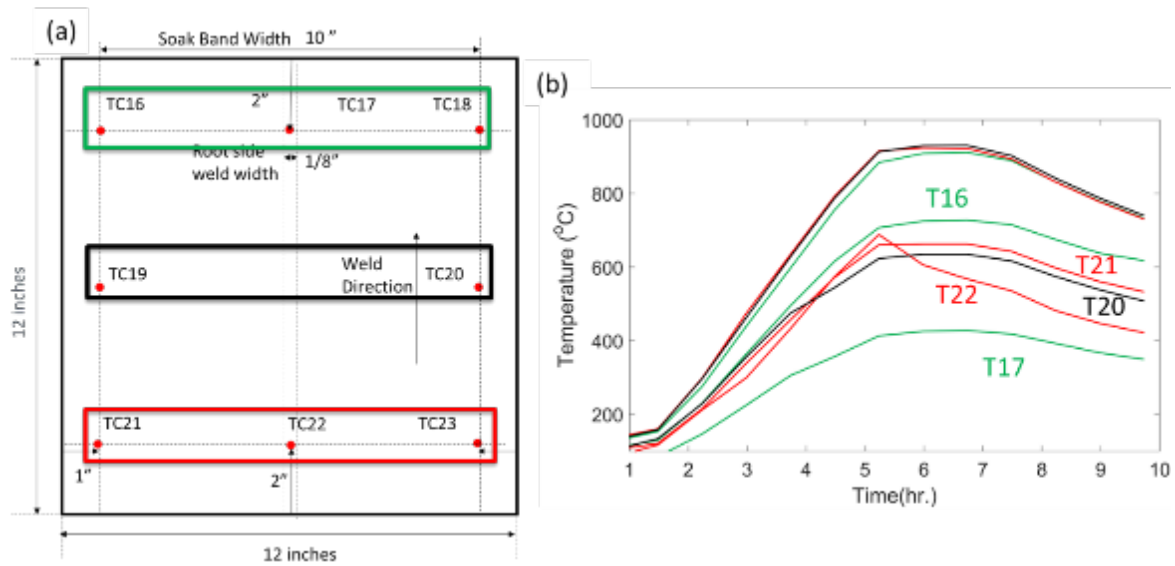 (a)
Soak Band Width 10 "
TC16
2"
TC17
TC18
Root side
weld width
1/8"
12 inches
TC19
Weld
Direction
TC20
TC21
TC22
TC23
1"
2"
12 inches
(b)
1000
800
600
400
200
Temperature (°C)
T16
T21
T22
T20
T17
1 2 3 4 5 6 7 8 9 10
Time(hr.)